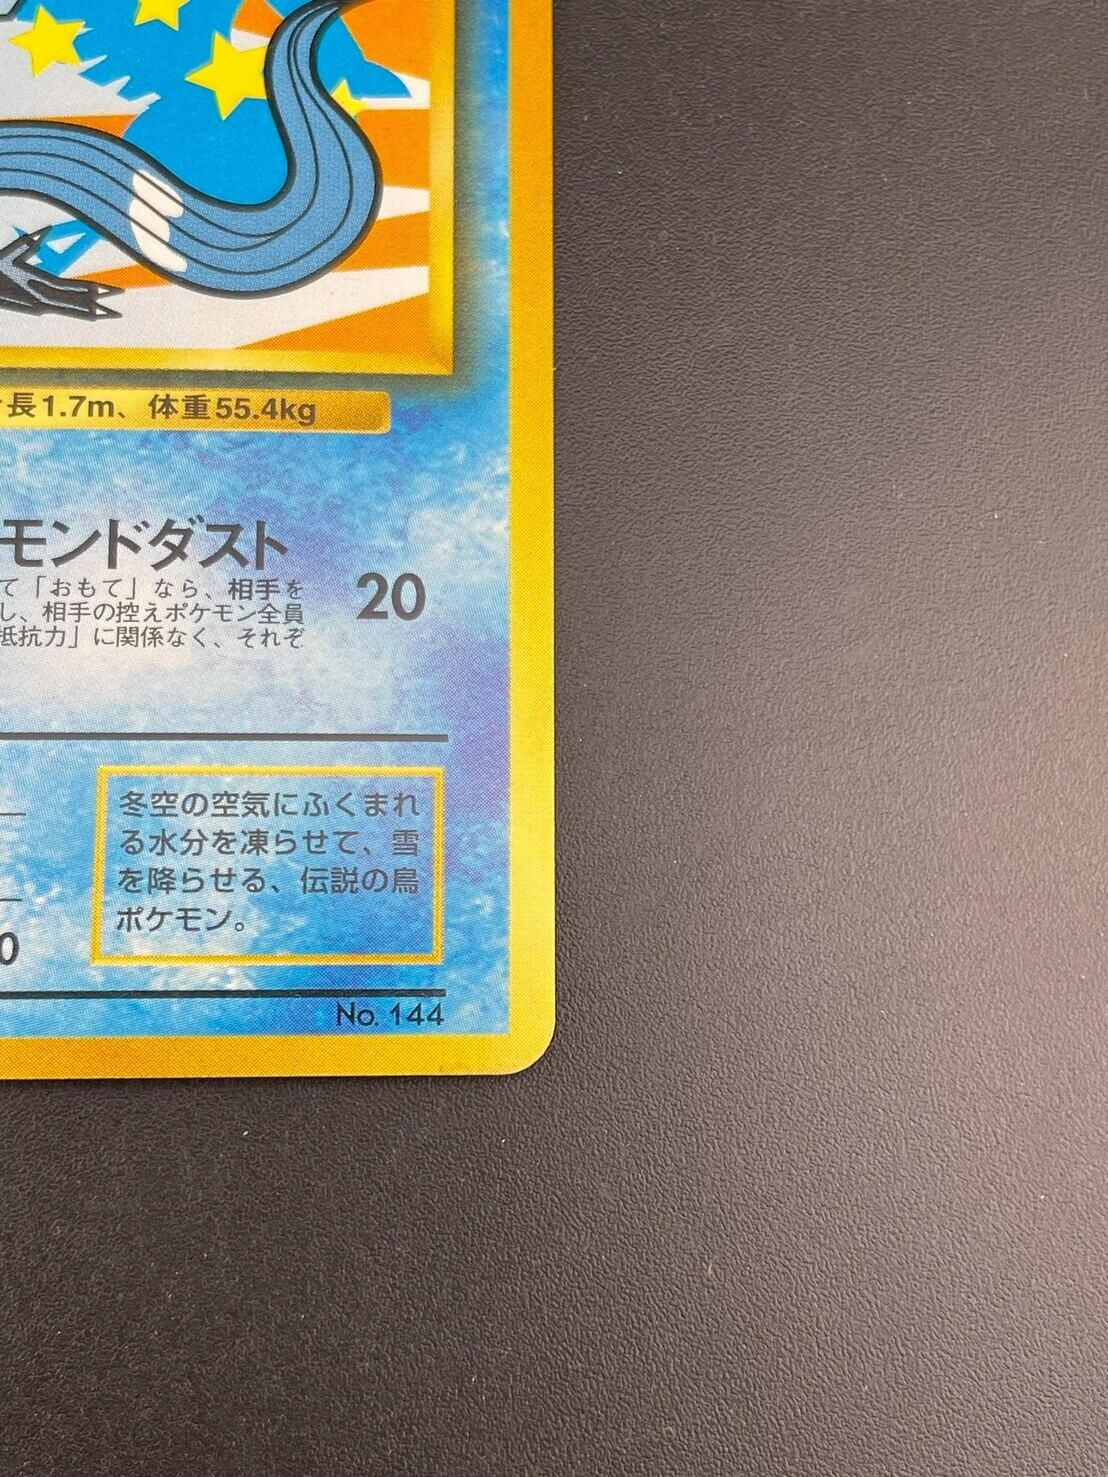 長1.7m、体重55.4kg
モンドダスト
て「おもて」なら、相手を
し、相手の控えポケモン全員
20
抵抗力」に関係なく、それぞ
冬空の空気にふくまれ
る水分を凍らせて、雪
を降らせる、伝説の鳥
ポケモン。
0
No. 144